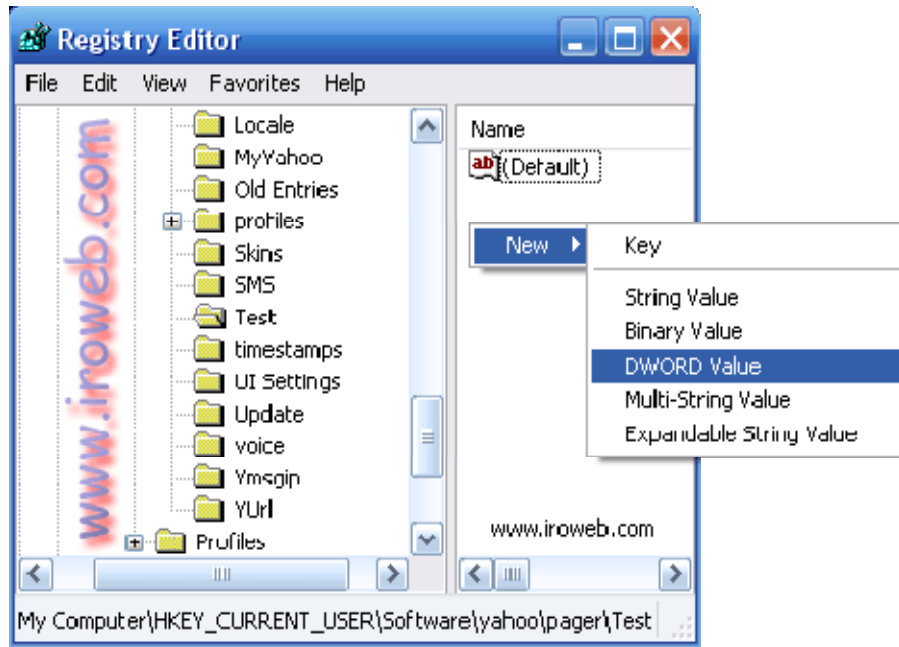 Registry Editor
File Edit View Favorites Help
www.iroweb.com
Locale
MyYahoo
Old Entries
profiles
Skins
SMS
Test
timestamps
UI Settings
Update
voice
Ymsgip
YUrl
Profiles
Name
ab (Default)
New
Key
String Value
Binary Value
DWORD Value
Multi-String Value
Expandable String Value
www.iroweb.com
My Computer\HKEY_CURRENT_USER\Software\yahoo\pager\Test